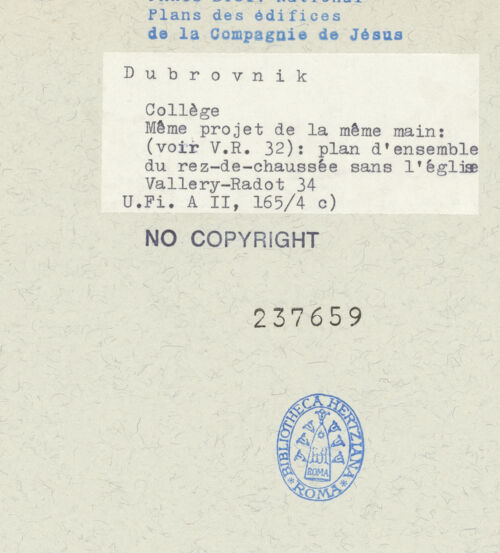 Plans des édifices
de la Compagnie de Jésus
Dubrovnik
Collège
Même projet de la même main:
(voir V.R. 32): plan d'ensemble
du rez-de-chaussée sans l'église
Vallery-Radot 34
U.Fi. A II, 165/4 c)
NO COPYRIGHT
237659
BIBLIOTHECA HERTZIANA
ROMA
* ROMA *